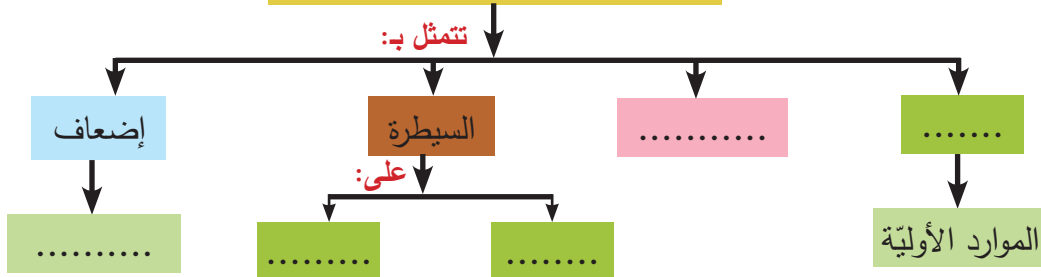 تتمثل بـ:
....... ........... السيطرة إضعاف
على:
الموارد الأوليّة ........ ......... ..........